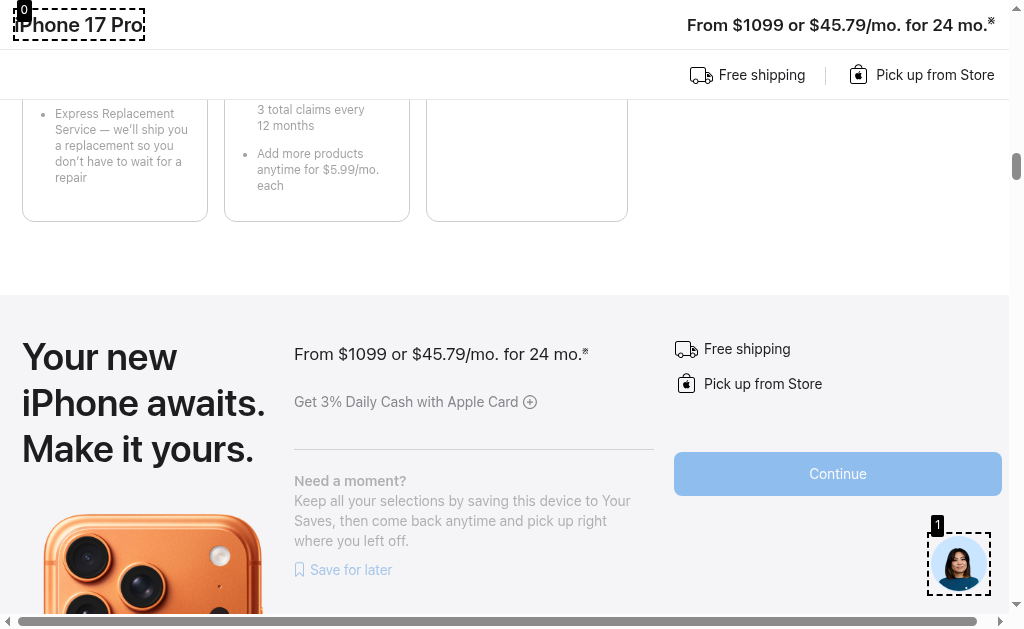 0
iPhone 17 Pro
From $1099 or $45.79/mo. for 24 mo.※
Free shipping
Pick up from Store
Express Replacement
Service — we'll ship you
a replacement so you
don't have to wait for a
repair
3 total claims every
12 months
Add more products
anytime for $5.99/mo.
each
Your new
iPhone awaits.
Make it yours.
From $1099 or $45.79/mo. for 24 mo.※
Get 3% Daily Cash with Apple Card
Need a moment?
Keep all your selections by saving this device to Your
Saves, then come back anytime and pick up right
where you left off.
Save for later
Free shipping
Pick up from Store
Continue
1